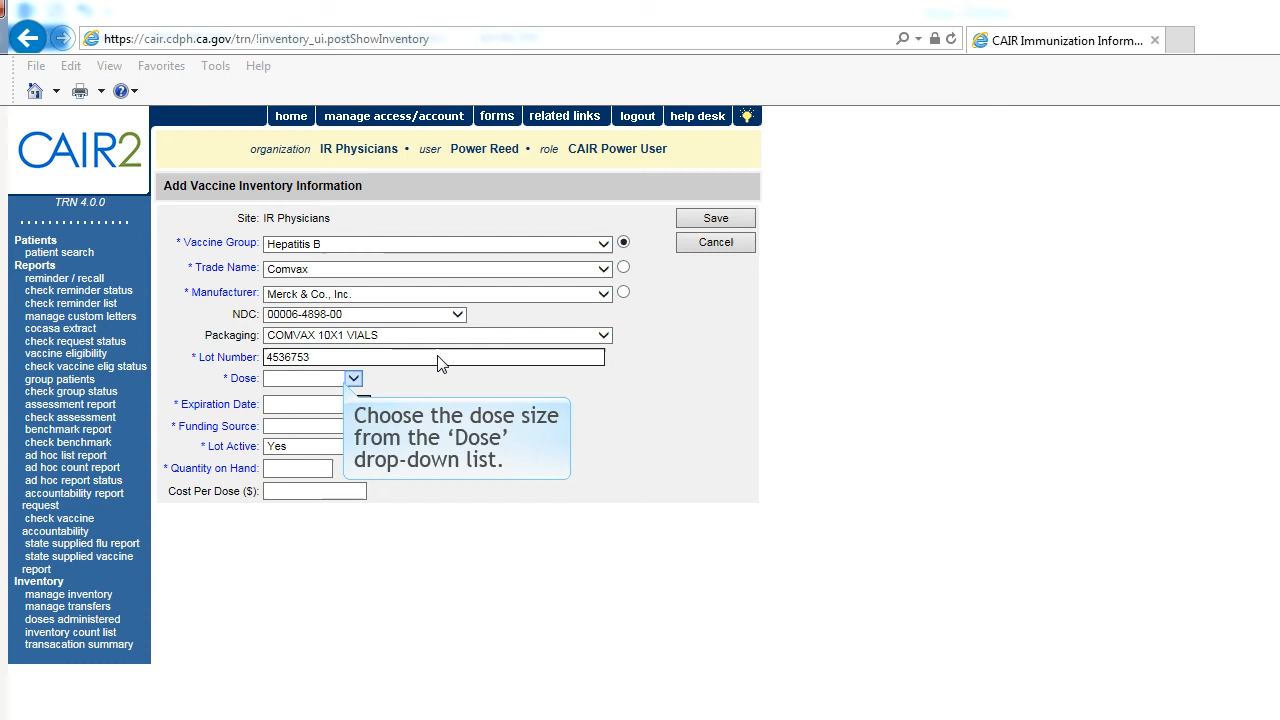 https://cair.cdph.ca.gov/trn/!inventory_ui.postShowInventory
CAIR Immunization Inform...
File Edit View Favorites Tools Help
home manage access/account forms related links logout help desk
CAIR2
organization IR Physicians • user Power Reed • role CAIR Power User
Add Vaccine Inventory Information
TRN 4.0.0
Site: IR Physicians
Save
* Vaccine Group: Hepatitis B
Cancel
* Trade Name: Comvax
* Manufacturer: Merck & Co., Inc.
NDC: 00006-4898-00
Packaging: COMVAX 10X1 VIALS
* Lot Number: 4536753
* Dose:
* Expiration Date:
* Funding Source:
* Lot Active: Yes
* Quantity on Hand:
Cost Per Dose ($):
Choose the dose size
from the ‘Dose’
drop-down list.
Patients
patient search
Reports
reminder / recall
check reminder status
check reminder list
manage custom letters
cocasa extract
check request status
vaccine eligibility
check vaccine elig status
group patients
check group status
assessment report
check assessment
benchmark report
check benchmark
ad hoc list report
ad hoc count report
ad hoc report status
accountability report
request
check vaccine
accountability
state supplied flu report
state supplied vaccine
report
Inventory
manage inventory
manage transfers
doses administered
inventory count list
transacation summary